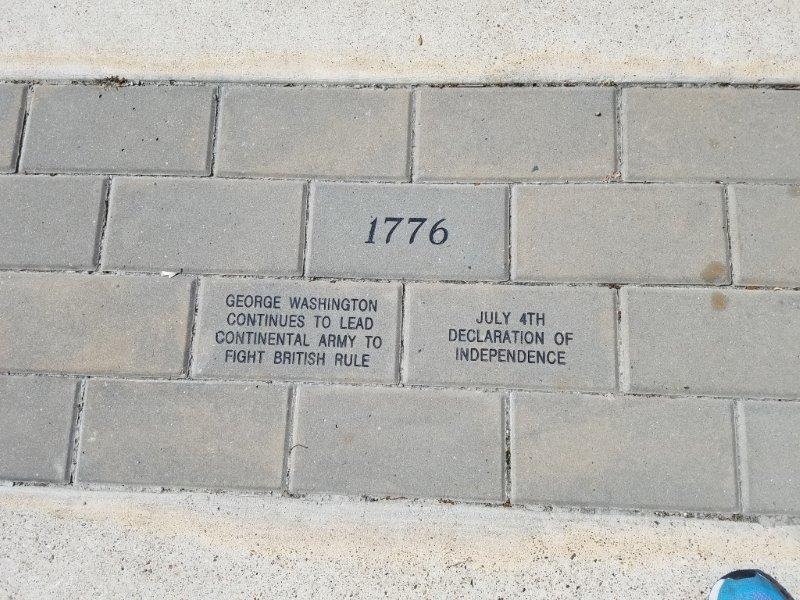 1776
GEORGE WASHINGTON
CONTINUES TO LEAD
CONTINENTAL ARMY TO
FIGHT BRITISH RULE
JULY 4TH
DECLARATION OF
INDEPENDENCE